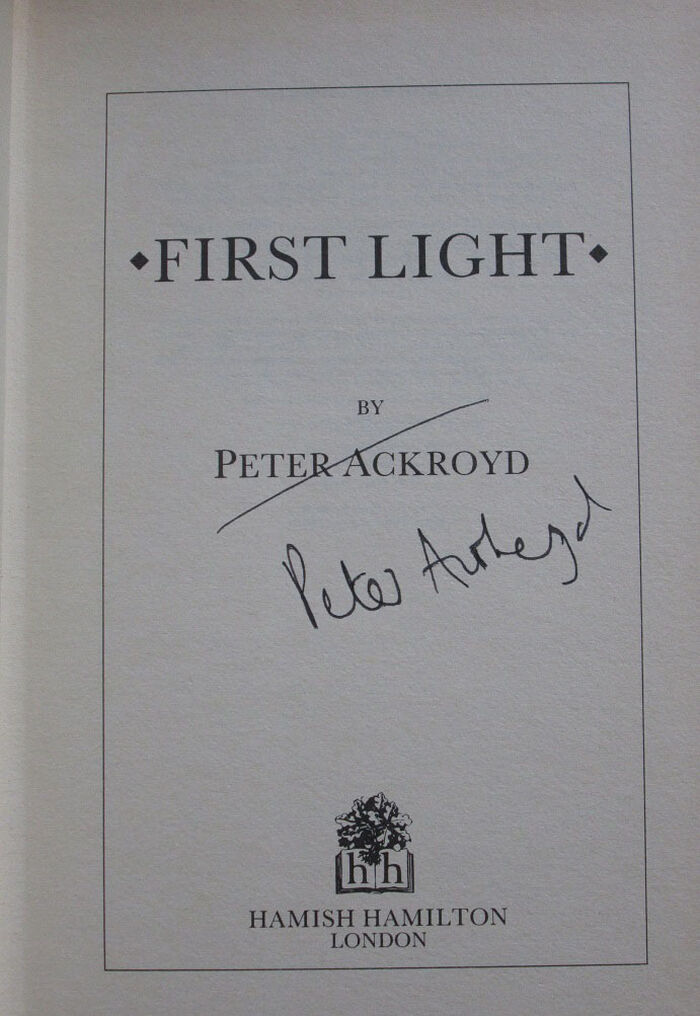 ◆FIRST LIGHT◆
BY
PETER ACKROYD
Peter Ackroyd
hh
HAMISH HAMILTON
LONDON